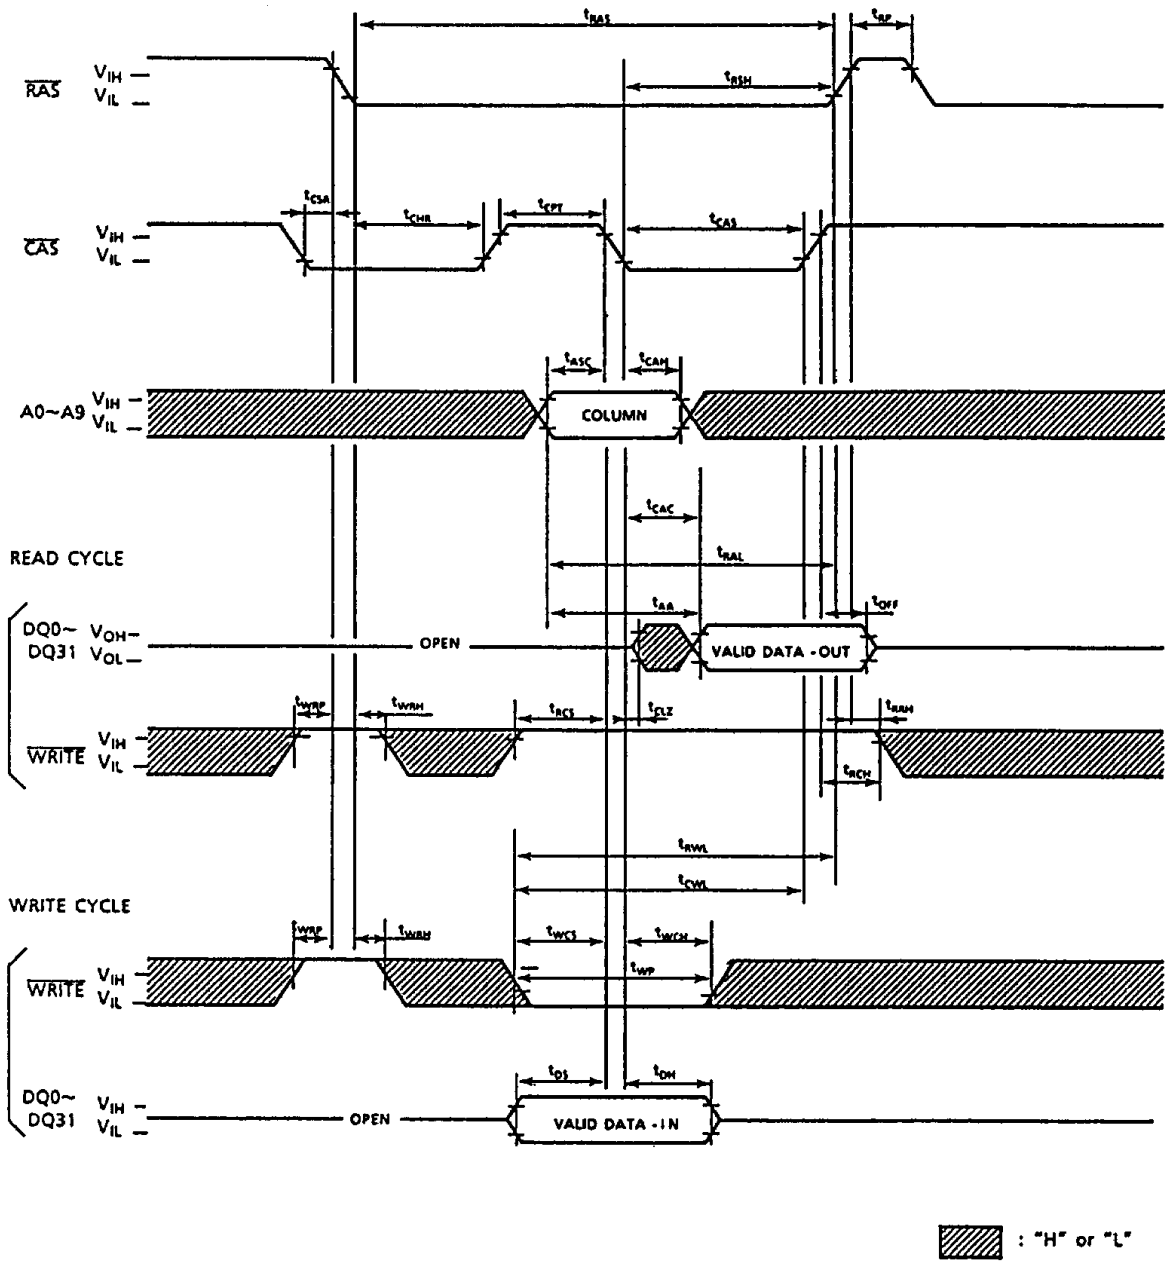 tRAS
tRP
RAS
VIH
VIL
tRSH
tCSR
tCHR
tCPT
tCAS
CAS
VIH
VIL
tASC
tCAH
A0~A9
VIH
VIL
COLUMN
tCAC
READ CYCLE
tRAL
tAA
tOFF
DQ0~
DQ31
VOH
VOL
OPEN
VALID DATA - OUT
tWRP
tWRH
tRCS
tCLZ
tRRH
WRITE
VIH
VIL
tRCH
tRWL
tCWL
WRITE CYCLE
tWRP
tWRH
tWCS
tWCH
tWP
WRITE
VIH
VIL
tDS
tDH
DQ0~
DQ31
VIH
VIL
OPEN
VALID DATA - IN
: "H" or "L"